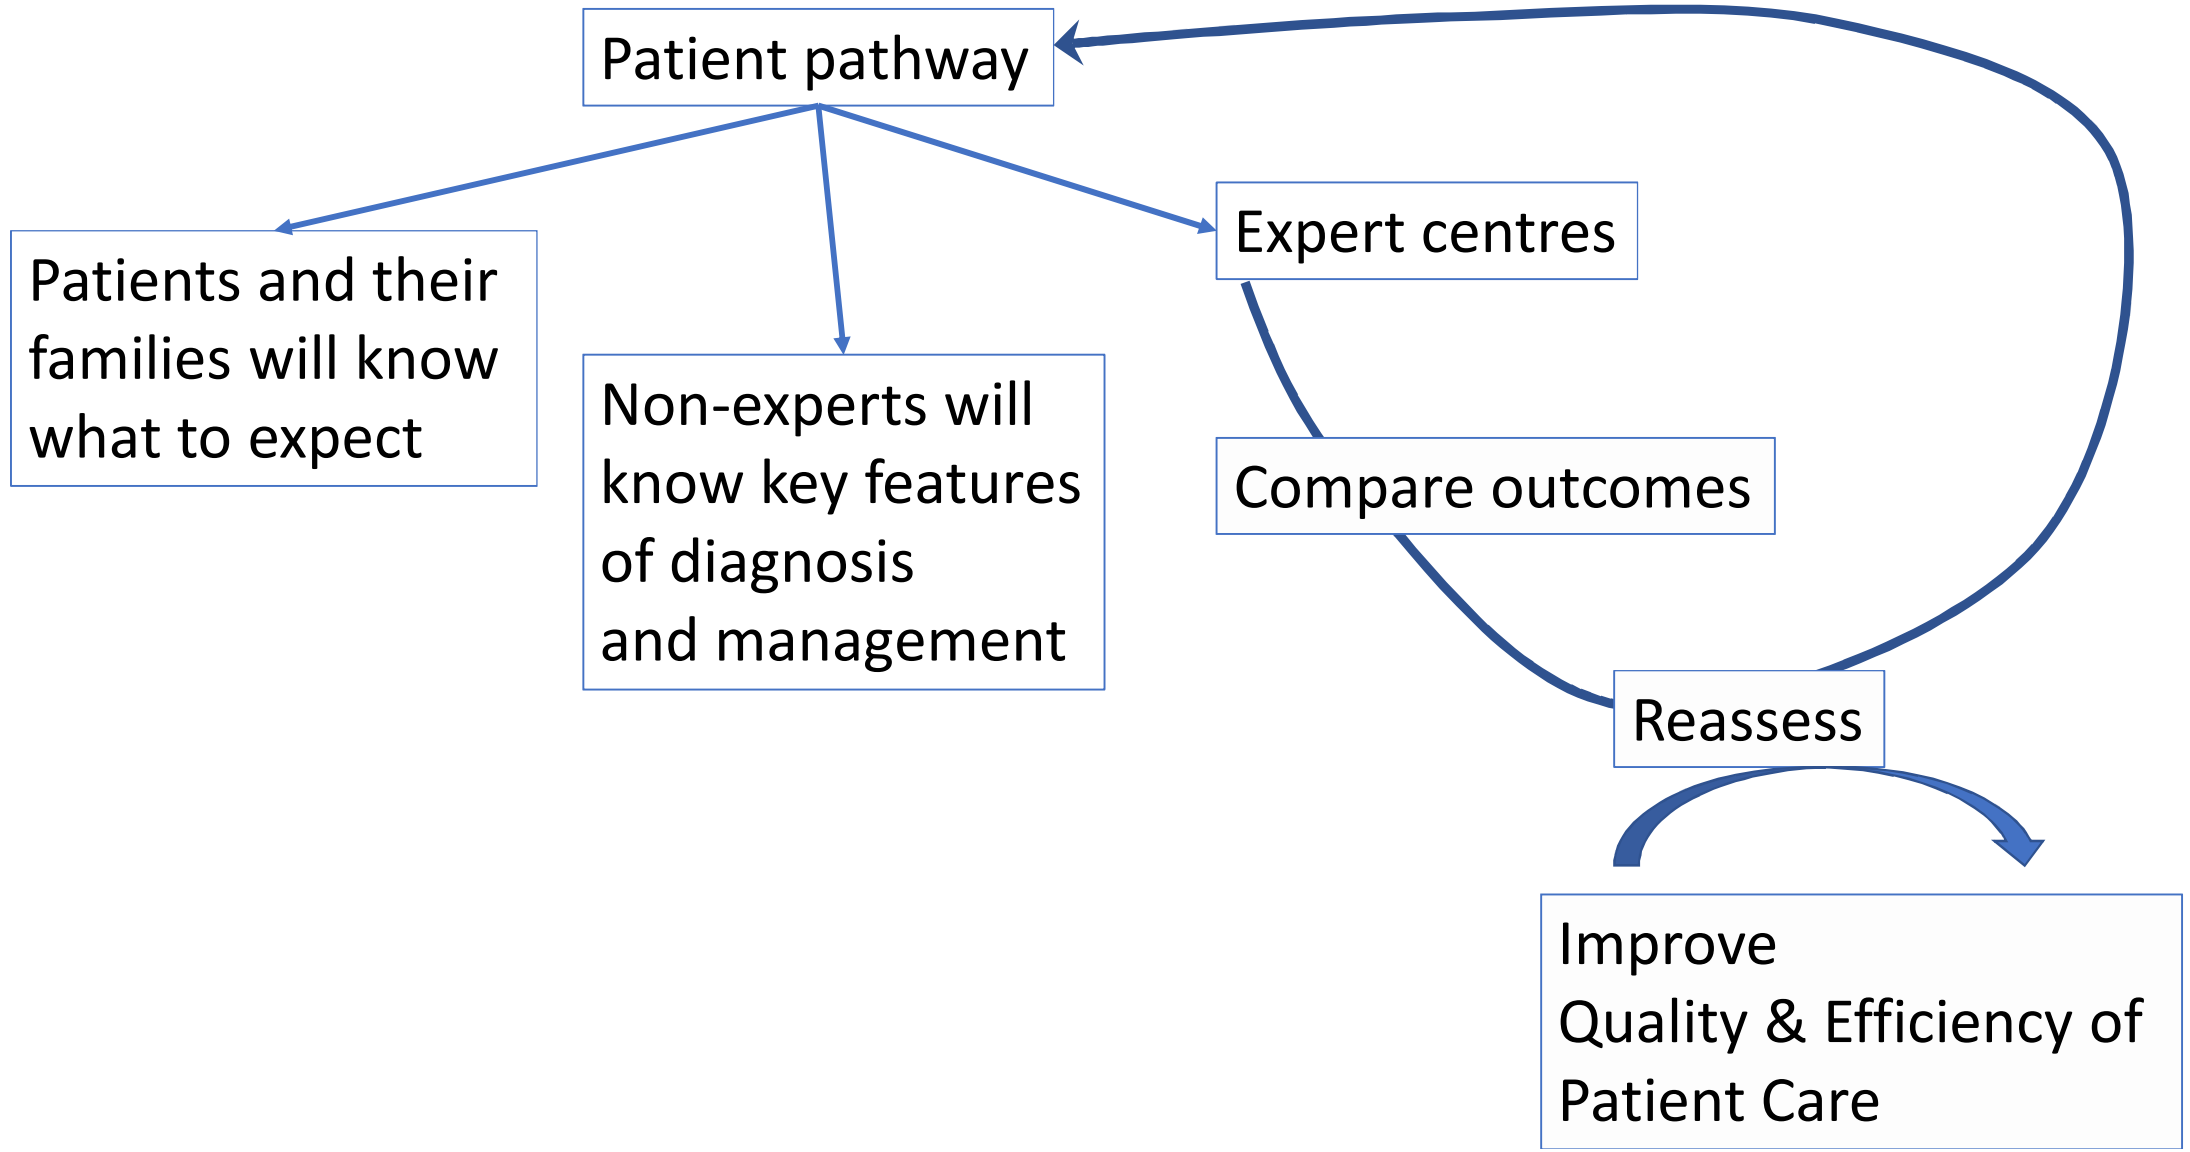 Patient pathway
Expert centres
Patients and their
families will know
what to expect
Non-experts will
know key features
of diagnosis
and management
Compare outcomes
Reassess
Improve
Quality & Efficiency of
Patient Care